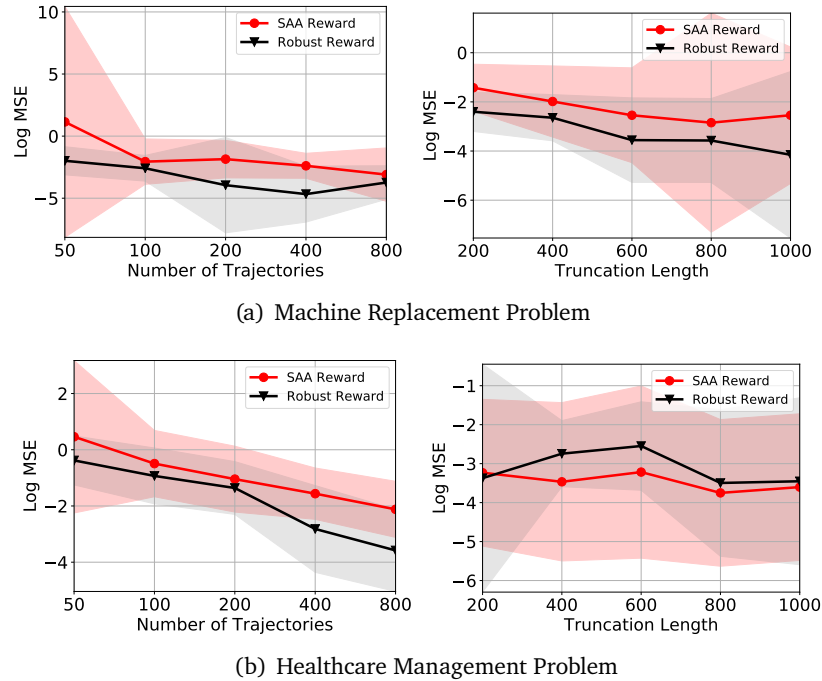 10
5
0
−5
Log MSE
SAA Reward
Robust Reward
50 100 200 400 800
Number of Trajectories
0
−2
−4
−6
Log MSE
SAA Reward
Robust Reward
200 400 600 800 1000
Truncation Length
(a) Machine Replacement Problem
2
0
−2
−4
Log MSE
SAA Reward
Robust Reward
50 100 200 400 800
Number of Trajectories
−1
−2
−3
−4
−5
−6
Log MSE
SAA Reward
Robust Reward
200 400 600 800 1000
Truncation Length
(b) Healthcare Management Problem